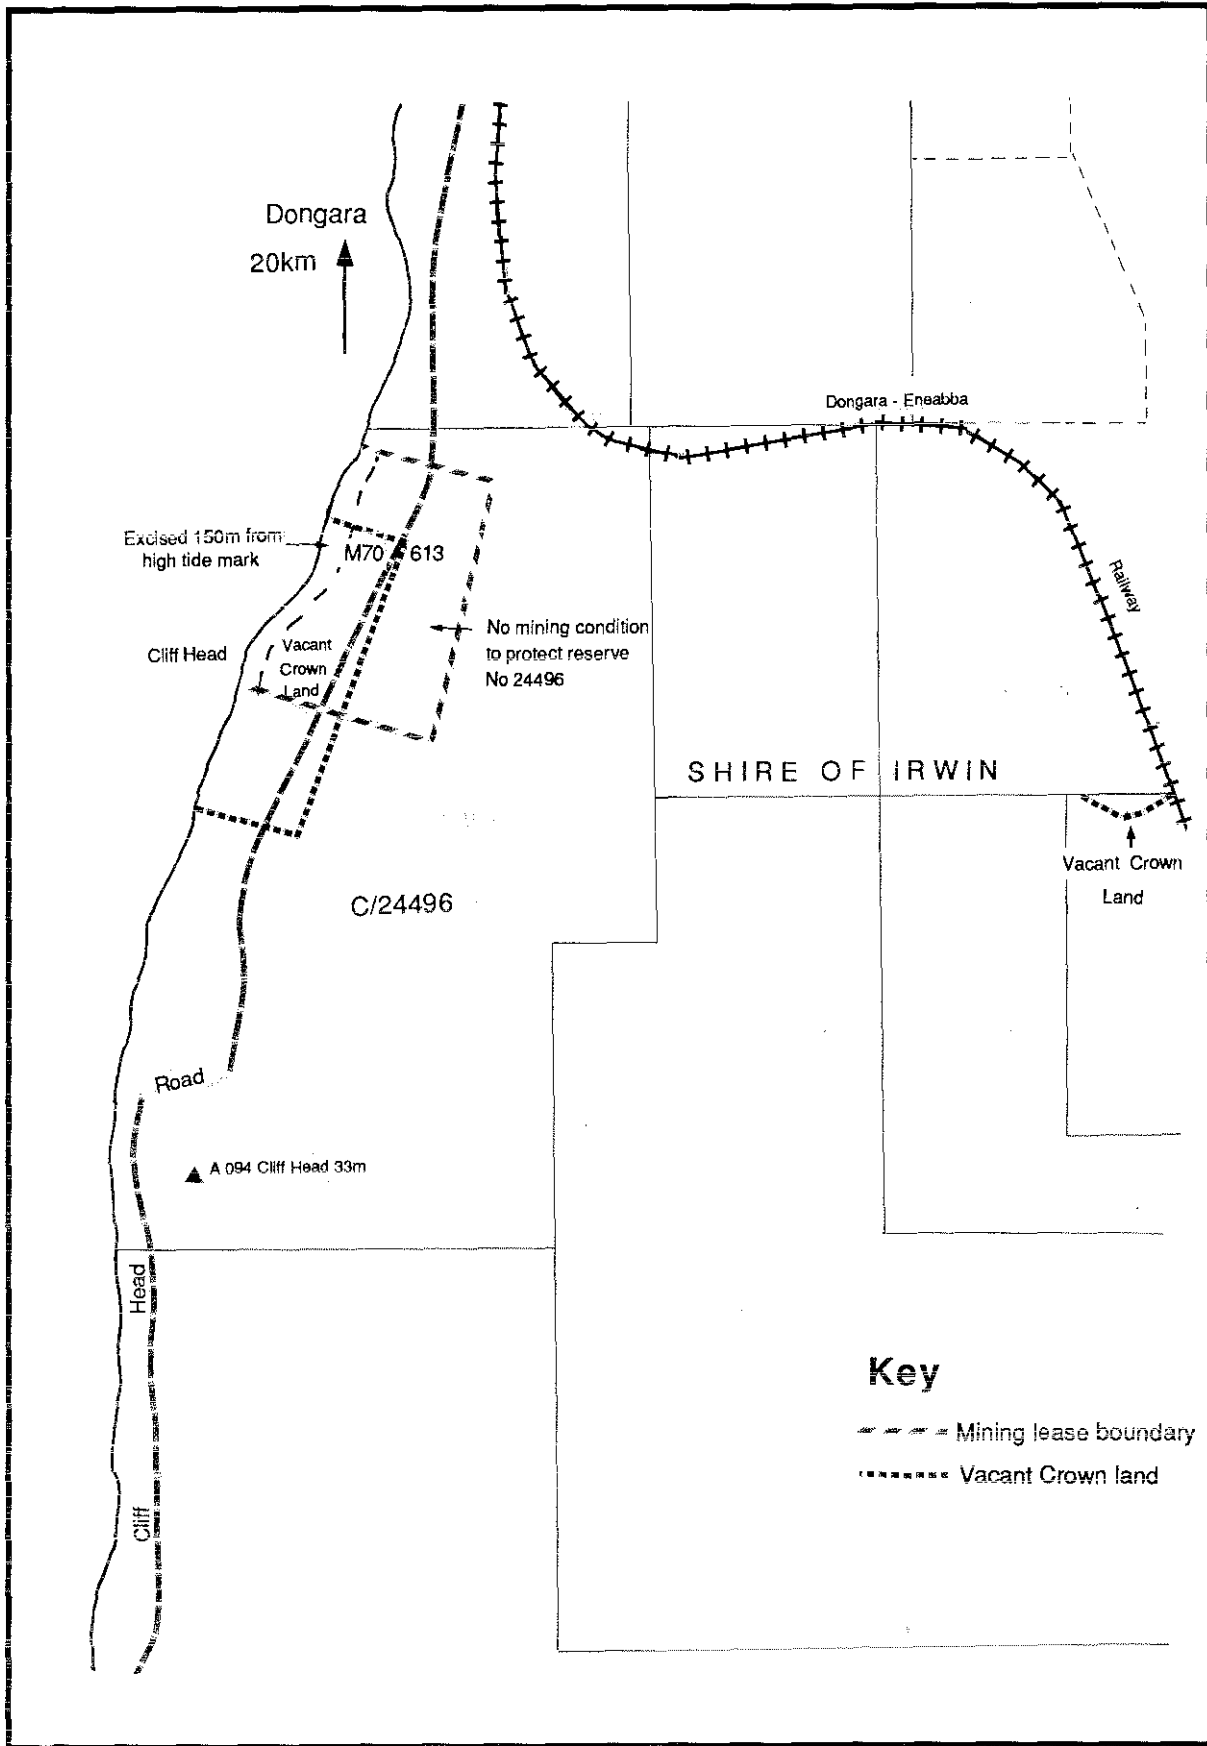 Dongara
20km
Dongara - Eneabba
Railway
Excised 150m from
high tide mark
M70 613
Cliff Head
Vacant
Crown
Land
No mining condition
to protect reserve
No 24496
SHIRE OF IRWIN
Vacant Crown
Land
C/24496
Road
A 094 Cliff Head 33m
Head
Cliff
Key
Mining lease boundary
Vacant Crown land